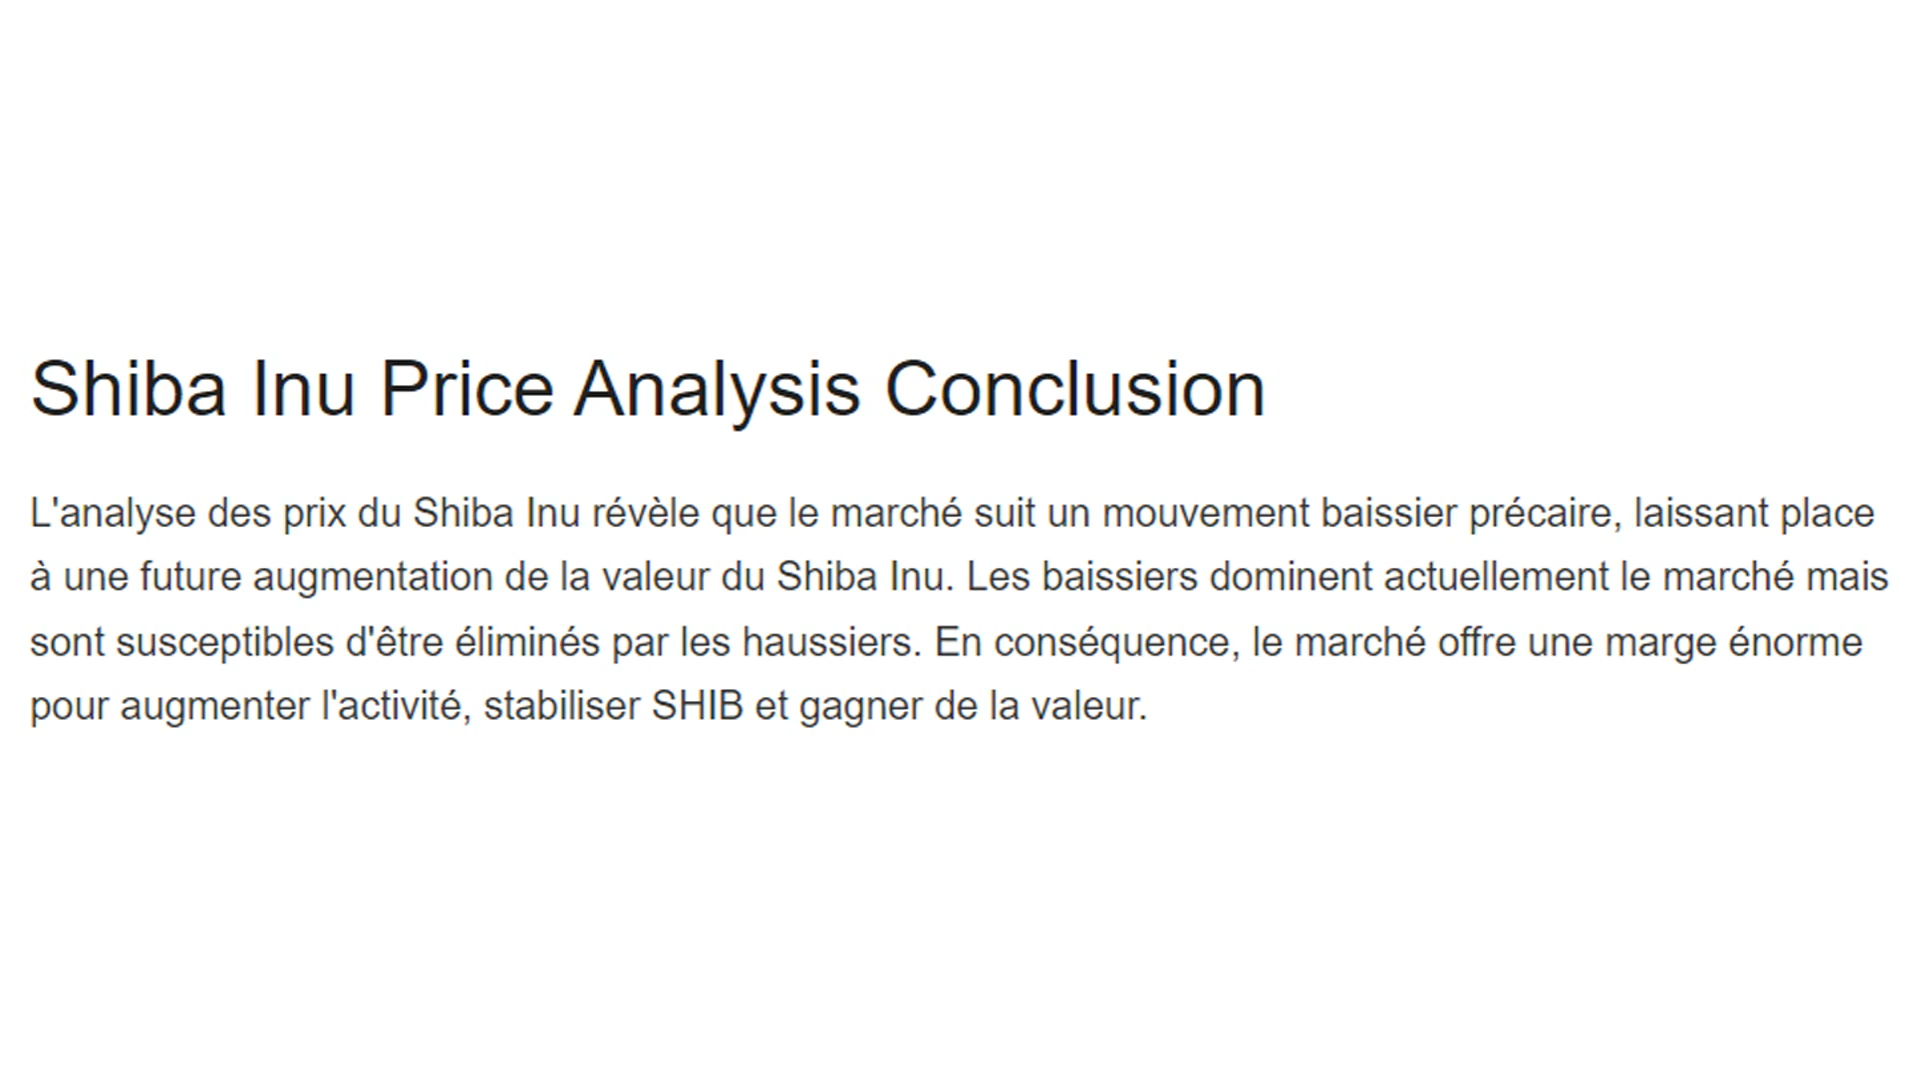 Shiba Inu Price Analysis Conclusion
L'analyse des prix du Shiba Inu révèle que le marché suit un mouvement baissier précaire, laissant place
à une future augmentation de la valeur du Shiba Inu. Les baissiers dominent actuellement le marché mais
sont susceptibles d'être éliminés par les haussiers. En conséquence, le marché offre une marge énorme
pour augmenter l'activité, stabiliser SHIB et gagner de la valeur.